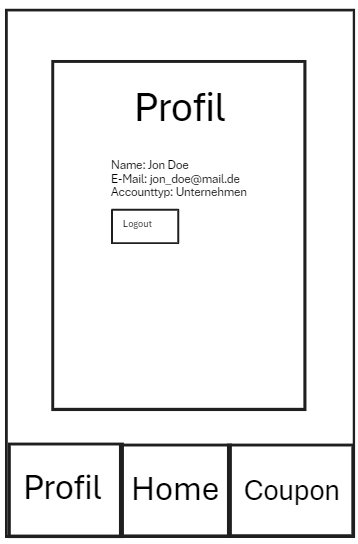 Profil
Name: Jon Doe
E-Mail: jon_doe@mail.de
Accounttyp: Unternehmen
Logout
Profil
Home
Coupon